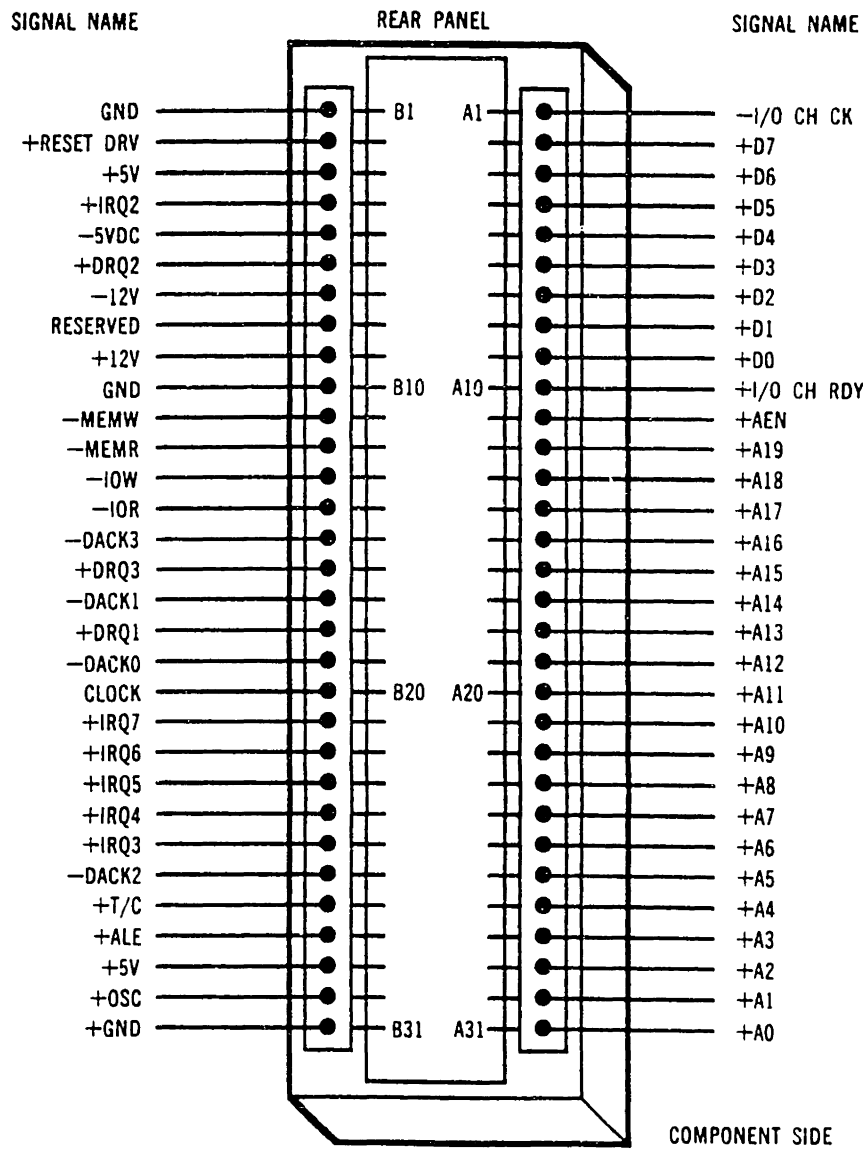 SIGNAL NAME REAR PANEL SIGNAL NAME
GND B1 A1 −I/O CH CK
+RESET DRV +D7
+5V +D6
+IRQ2 +D5
−5VDC +D4
+DRQ2 +D3
−12V +D2
RESERVED +D1
+12V +D0
GND B10 A10 +I/O CH RDY
−MEMW +AEN
−MEMR +A19
−IOW +A18
−IOR +A17
−DACK3 +A16
+DRQ3 +A15
−DACK1 +A14
+DRQ1 +A13
−DACK0 +A12
CLOCK B20 A20 +A11
+IRQ7 +A10
+IRQ6 +A9
+IRQ5 +A8
+IRQ4 +A7
+IRQ3 +A6
−DACK2 +A5
+T/C +A4
+ALE +A3
+5V +A2
+OSC +A1
+GND B31 A31 +A0
COMPONENT SIDE